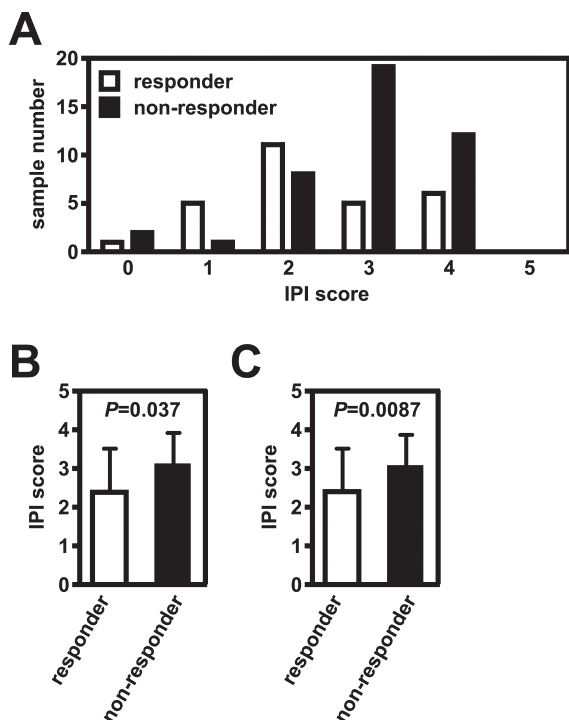 A
20
15
10
5
0
sample number
responder
non-responder
0 1 2 3 4 5
IPI score
B
5
4
3
2
1
0
IPI score
P=0.037
responder
non-responder
C
5
4
3
2
1
0
IPI score
P=0.0087
responder
non-responder